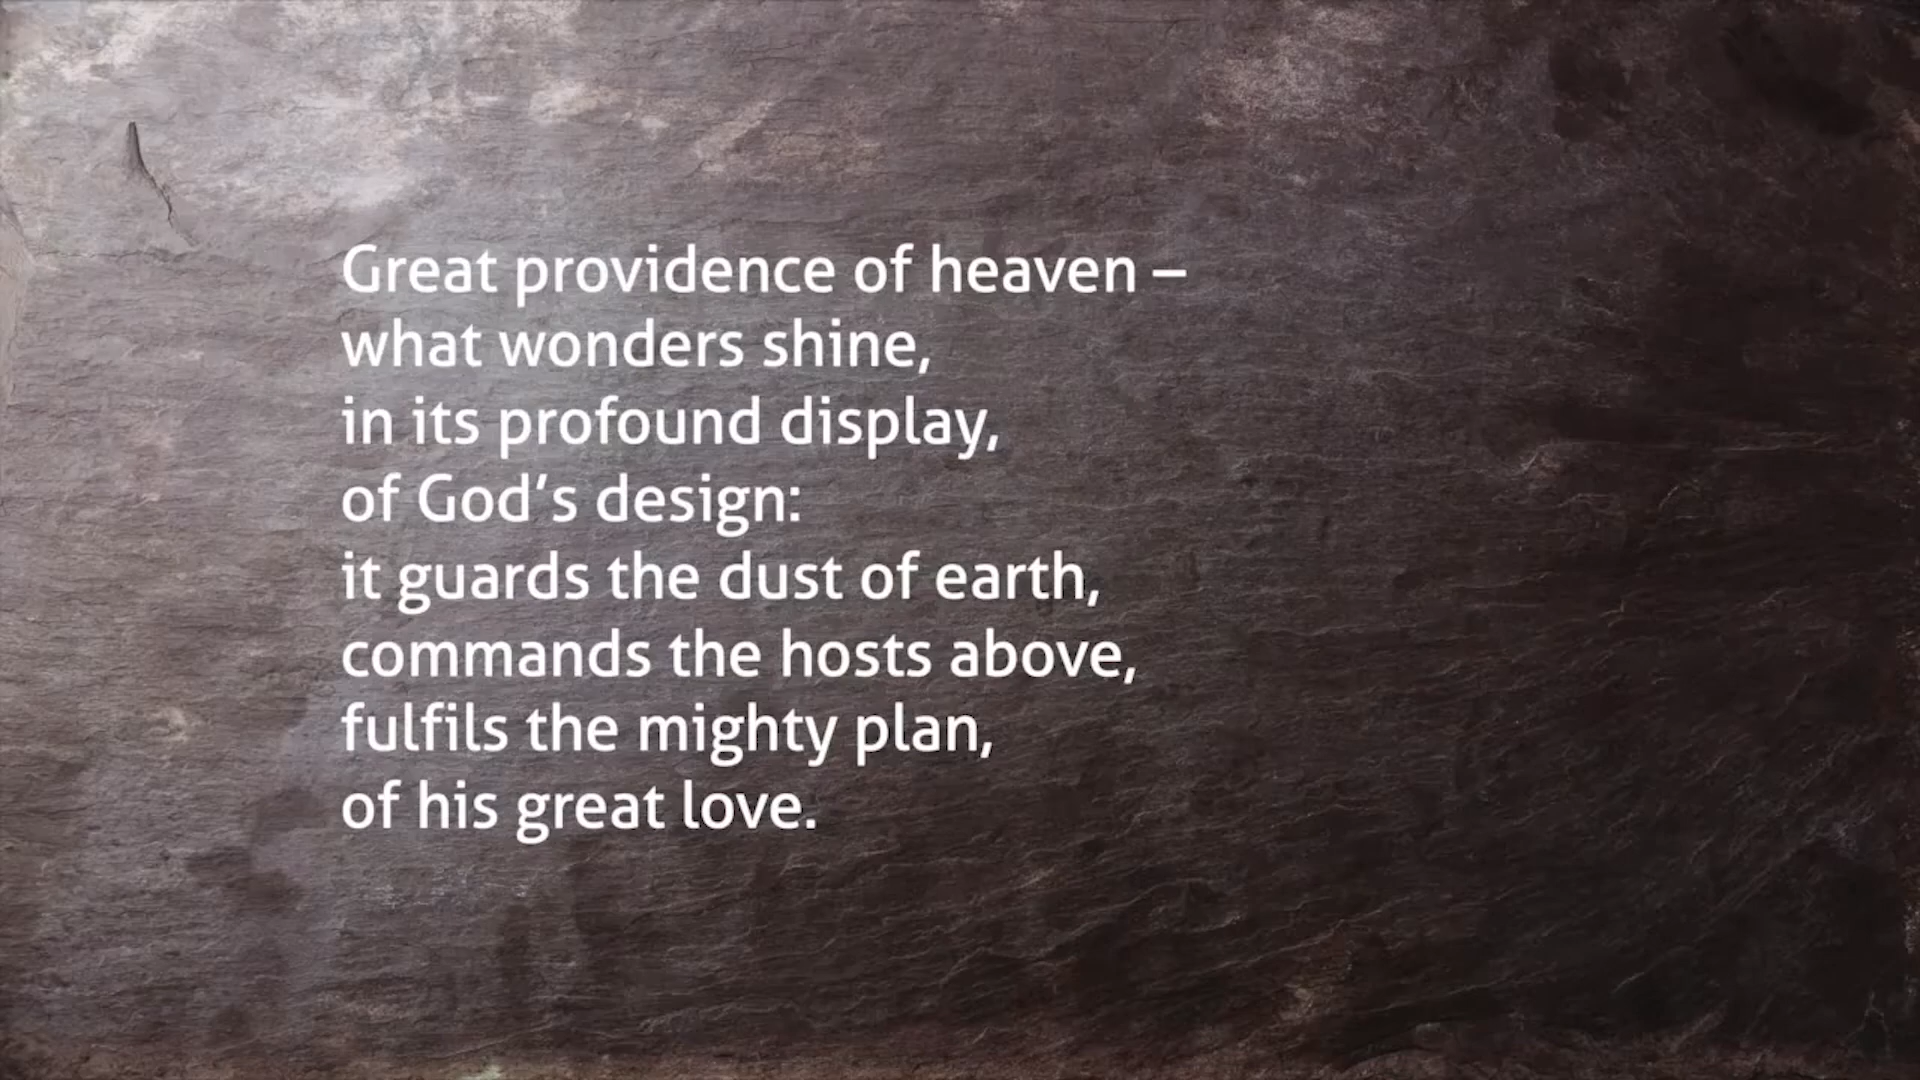 Great providence of heaven –
what wonders shine,
in its profound display,
of God’s design:
it guards the dust of earth,
commands the hosts above,
fulfils the mighty plan,
of his great love.